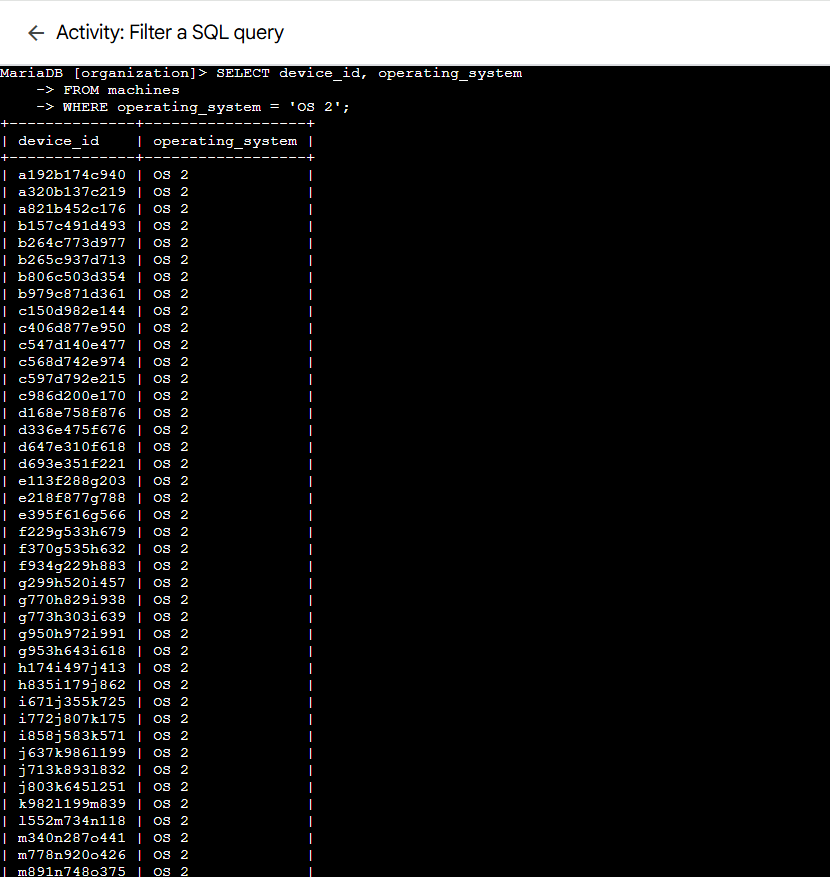 ← Activity: Filter a SQL query
MariaDB [organization]> SELECT device_id, operating_system
    -> FROM machines
    -> WHERE operating_system = 'OS 2';
+--------------+------------------+
| device_id    | operating_system |
+--------------+------------------+
| a192b174c940 | OS 2             |
| a320b137c219 | OS 2             |
| a821b452c176 | OS 2             |
| b157c491d493 | OS 2             |
| b264c773d977 | OS 2             |
| b265c937d713 | OS 2             |
| b806c503d354 | OS 2             |
| b979c871d361 | OS 2             |
| c150d982e144 | OS 2             |
| c406d877e950 | OS 2             |
| c547d140e477 | OS 2             |
| c568d742e974 | OS 2             |
| c597d792e215 | OS 2             |
| c986d200e170 | OS 2             |
| d168e758f876 | OS 2             |
| d336e475f676 | OS 2             |
| d647e310f618 | OS 2             |
| d693e351f221 | OS 2             |
| e113f288g203 | OS 2             |
| e218f877g788 | OS 2             |
| e395f616g566 | OS 2             |
| f229g533h679 | OS 2             |
| f370g535h632 | OS 2             |
| f934g229h883 | OS 2             |
| g299h520i457 | OS 2             |
| g770h829i938 | OS 2             |
| g773h303i639 | OS 2             |
| g950h972i991 | OS 2             |
| g953h643i618 | OS 2             |
| h174i497j413 | OS 2             |
| h835i179j862 | OS 2             |
| i671j355k725 | OS 2             |
| i772j807k175 | OS 2             |
| i858j583k571 | OS 2             |
| j637k986l199 | OS 2             |
| j713k893l832 | OS 2             |
| j803k645l251 | OS 2             |
| k982l199m839 | OS 2             |
| l552m734n118 | OS 2             |
| m340n287o441 | OS 2             |
| m778n920o426 | OS 2             |
| m891n748o375 | OS 2             |